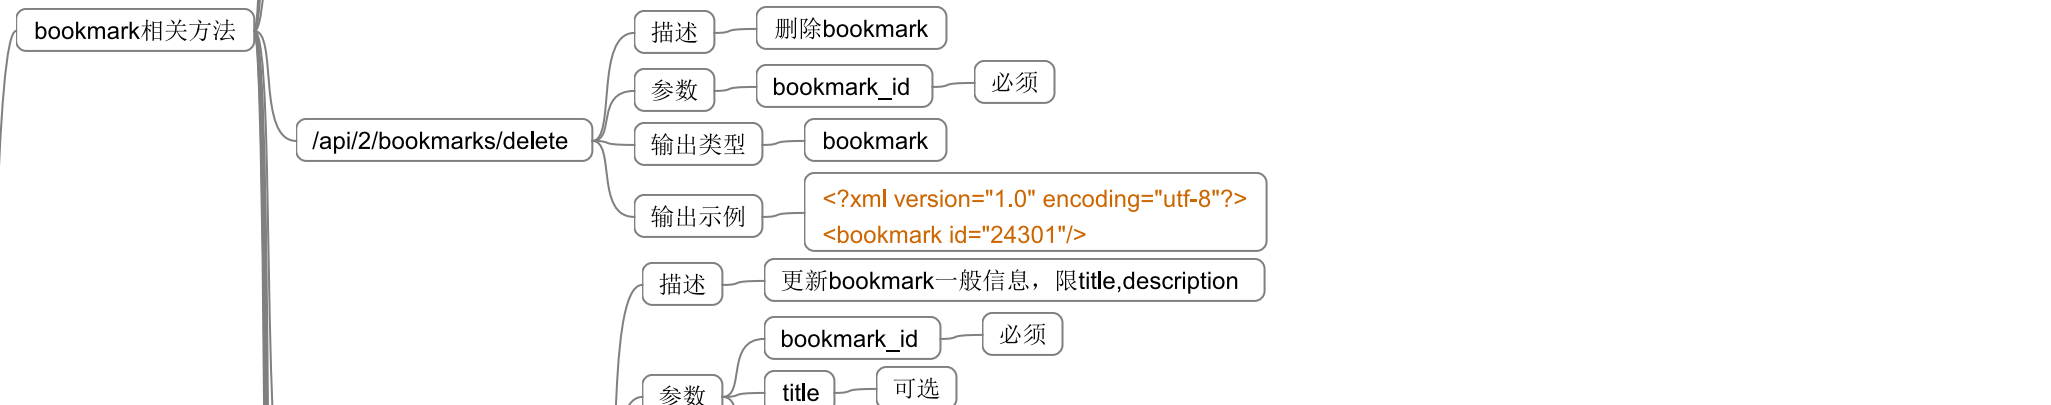 bookmark相关方法
/api/2/bookmarks/delete
描述
删除bookmark
参数
bookmark_id
必须
输出类型
bookmark
输出示例
<?xml version="1.0" encoding="utf-8"?>
<bookmark id="24301"/>
描述
更新bookmark一般信息，限title,description
参数
bookmark_id
必须
title
可选